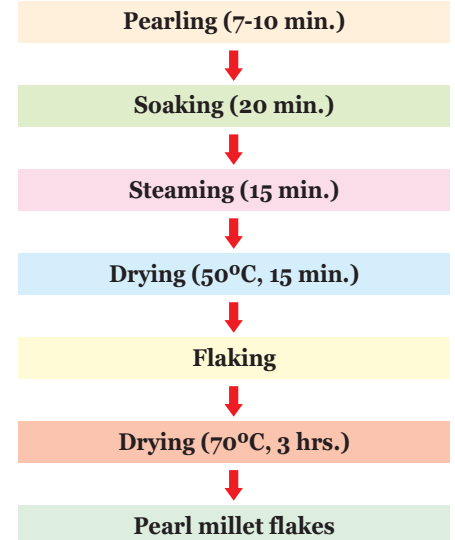 Pearling (7-10 min.)
Soaking (20 min.)
Steaming (15 min.)
Drying (50ºC, 15 min.)
Flaking
Drying (70ºC, 3 hrs.)
Pearl millet flakes